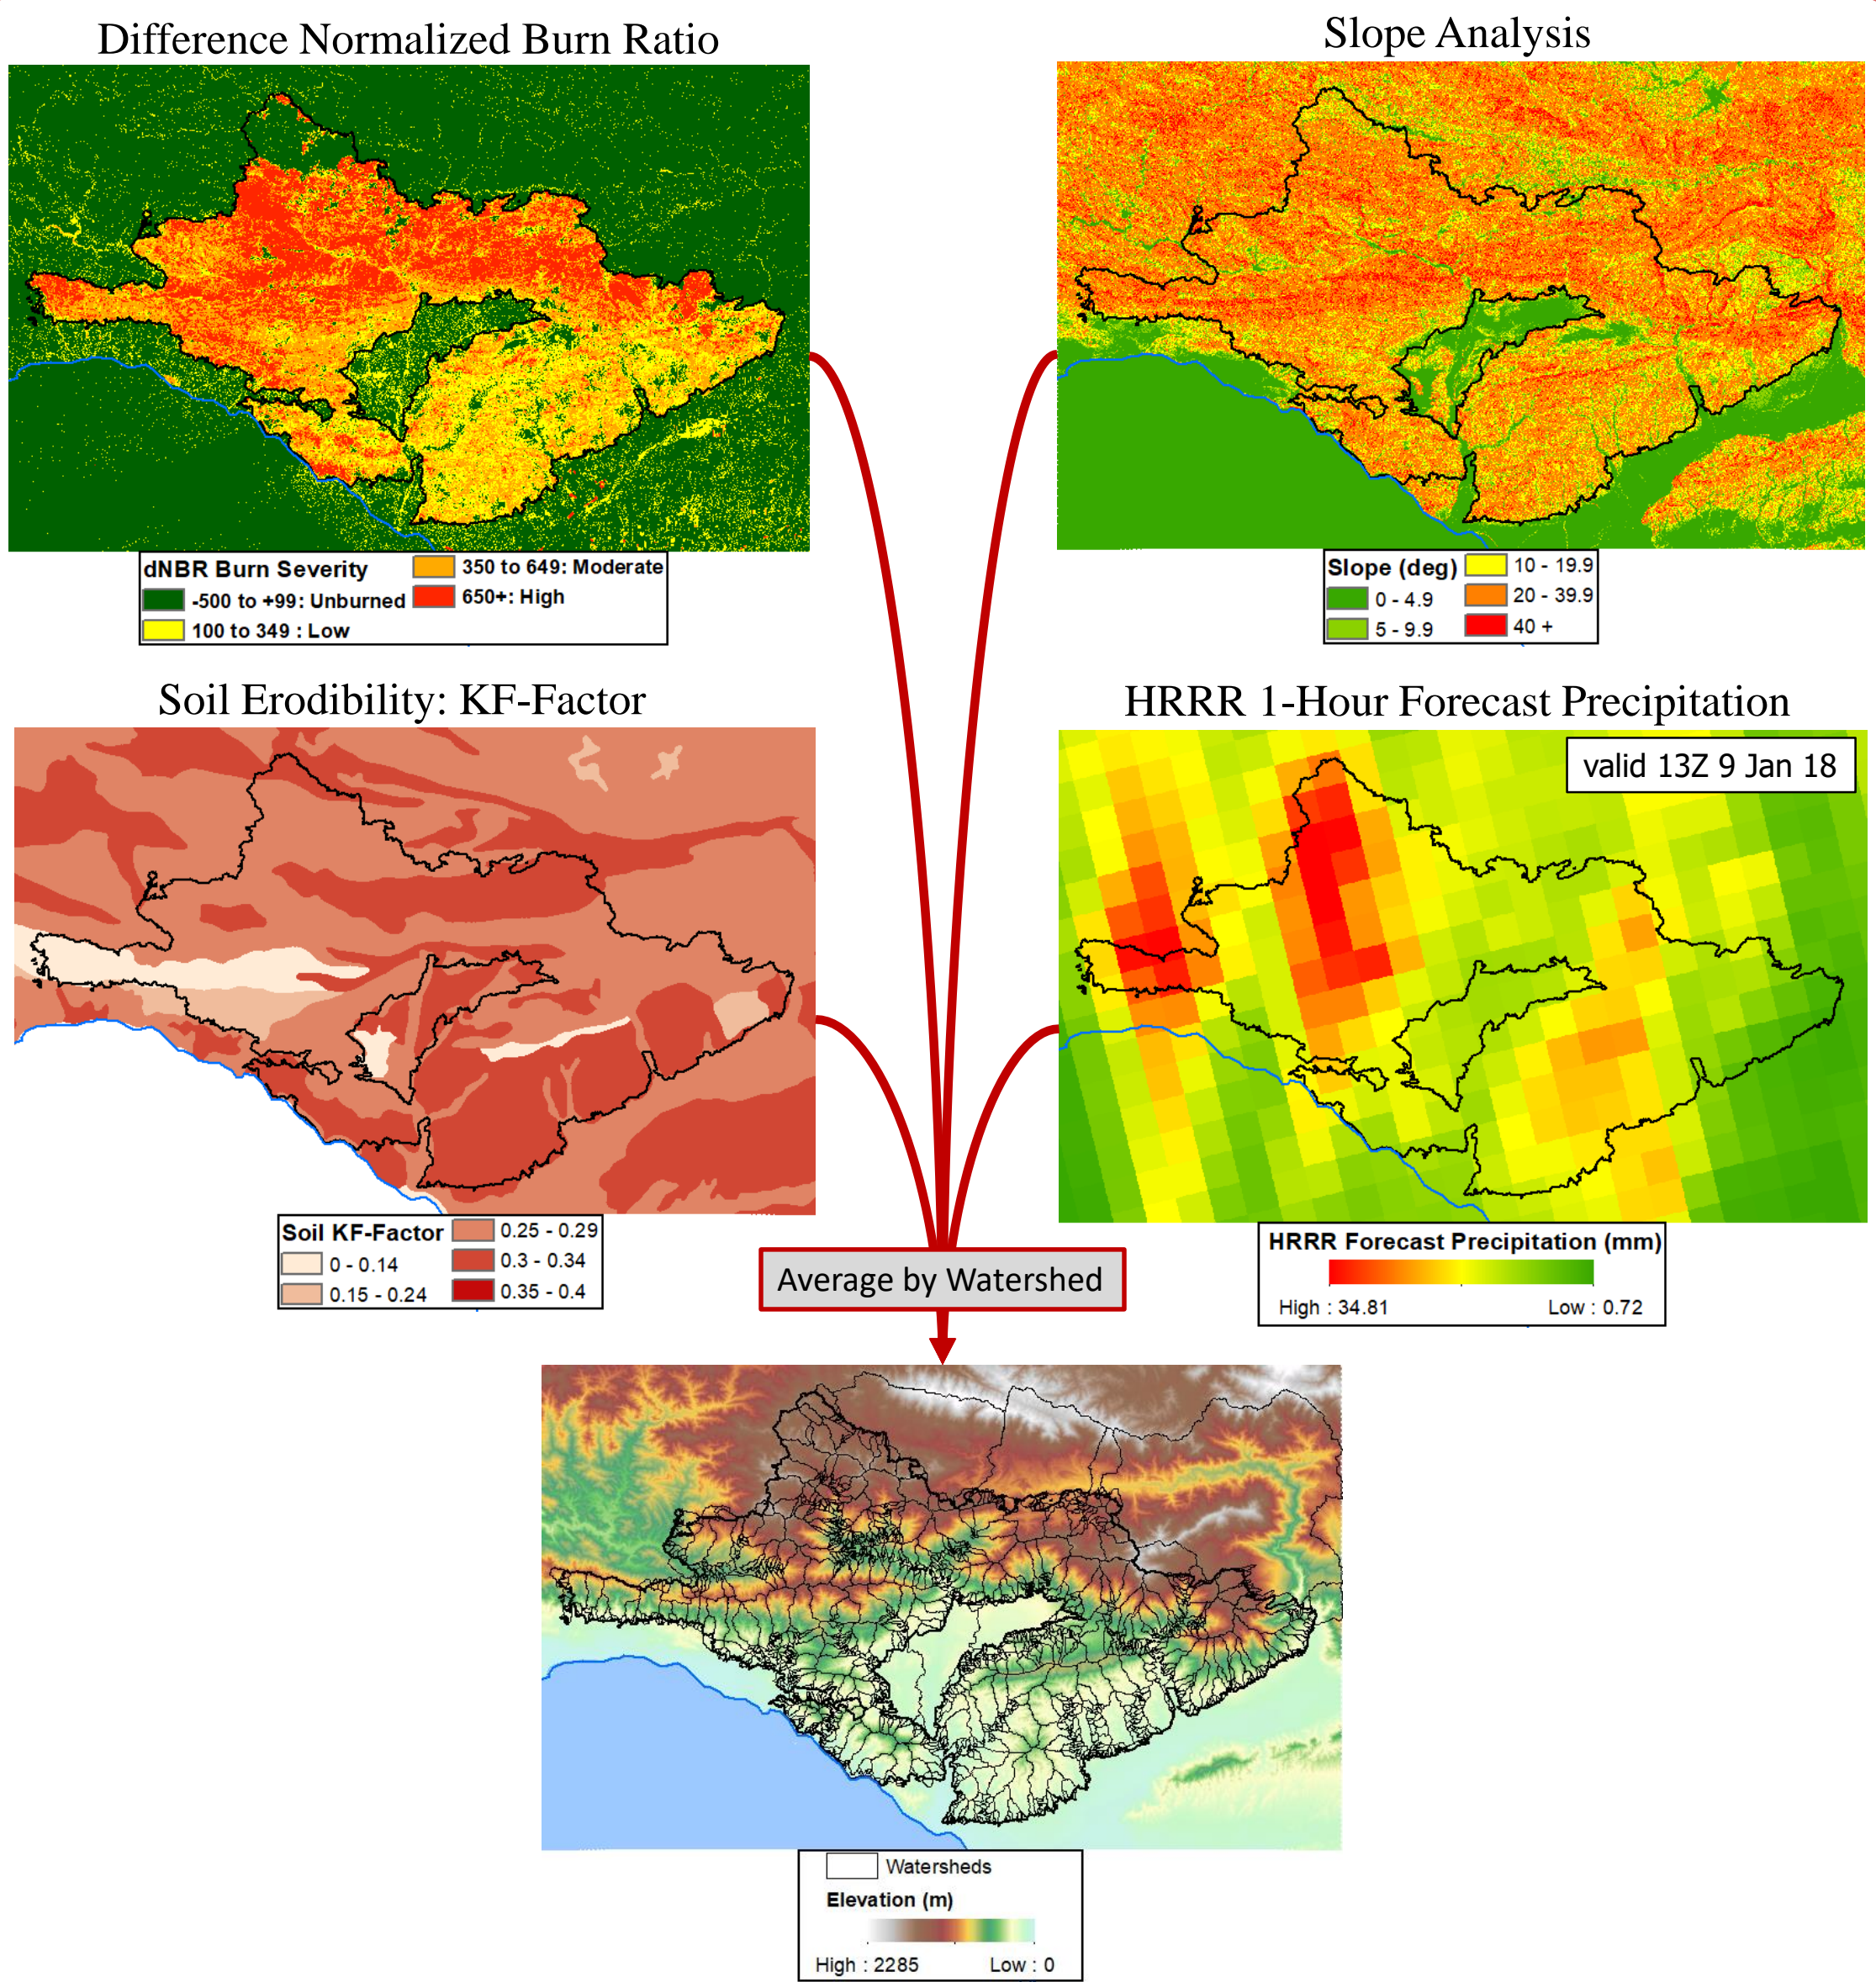 Difference Normalized Burn Ratio
Slope Analysis
dNBR Burn Severity
-500 to +99: Unburned
100 to 349 : Low
350 to 649: Moderate
650+: High
Slope (deg)
0 - 4.9
5 - 9.9
10 - 19.9
20 - 39.9
40 +
Soil Erodibility: KF-Factor
HRRR 1-Hour Forecast Precipitation
valid 13Z 9 Jan 18
Soil KF-Factor
0 - 0.14
0.15 - 0.24
0.25 - 0.29
0.3 - 0.34
0.35 - 0.4
HRRR Forecast Precipitation (mm)
High : 34.81
Low : 0.72
Average by Watershed
Watersheds
Elevation (m)
High : 2285
Low : 0